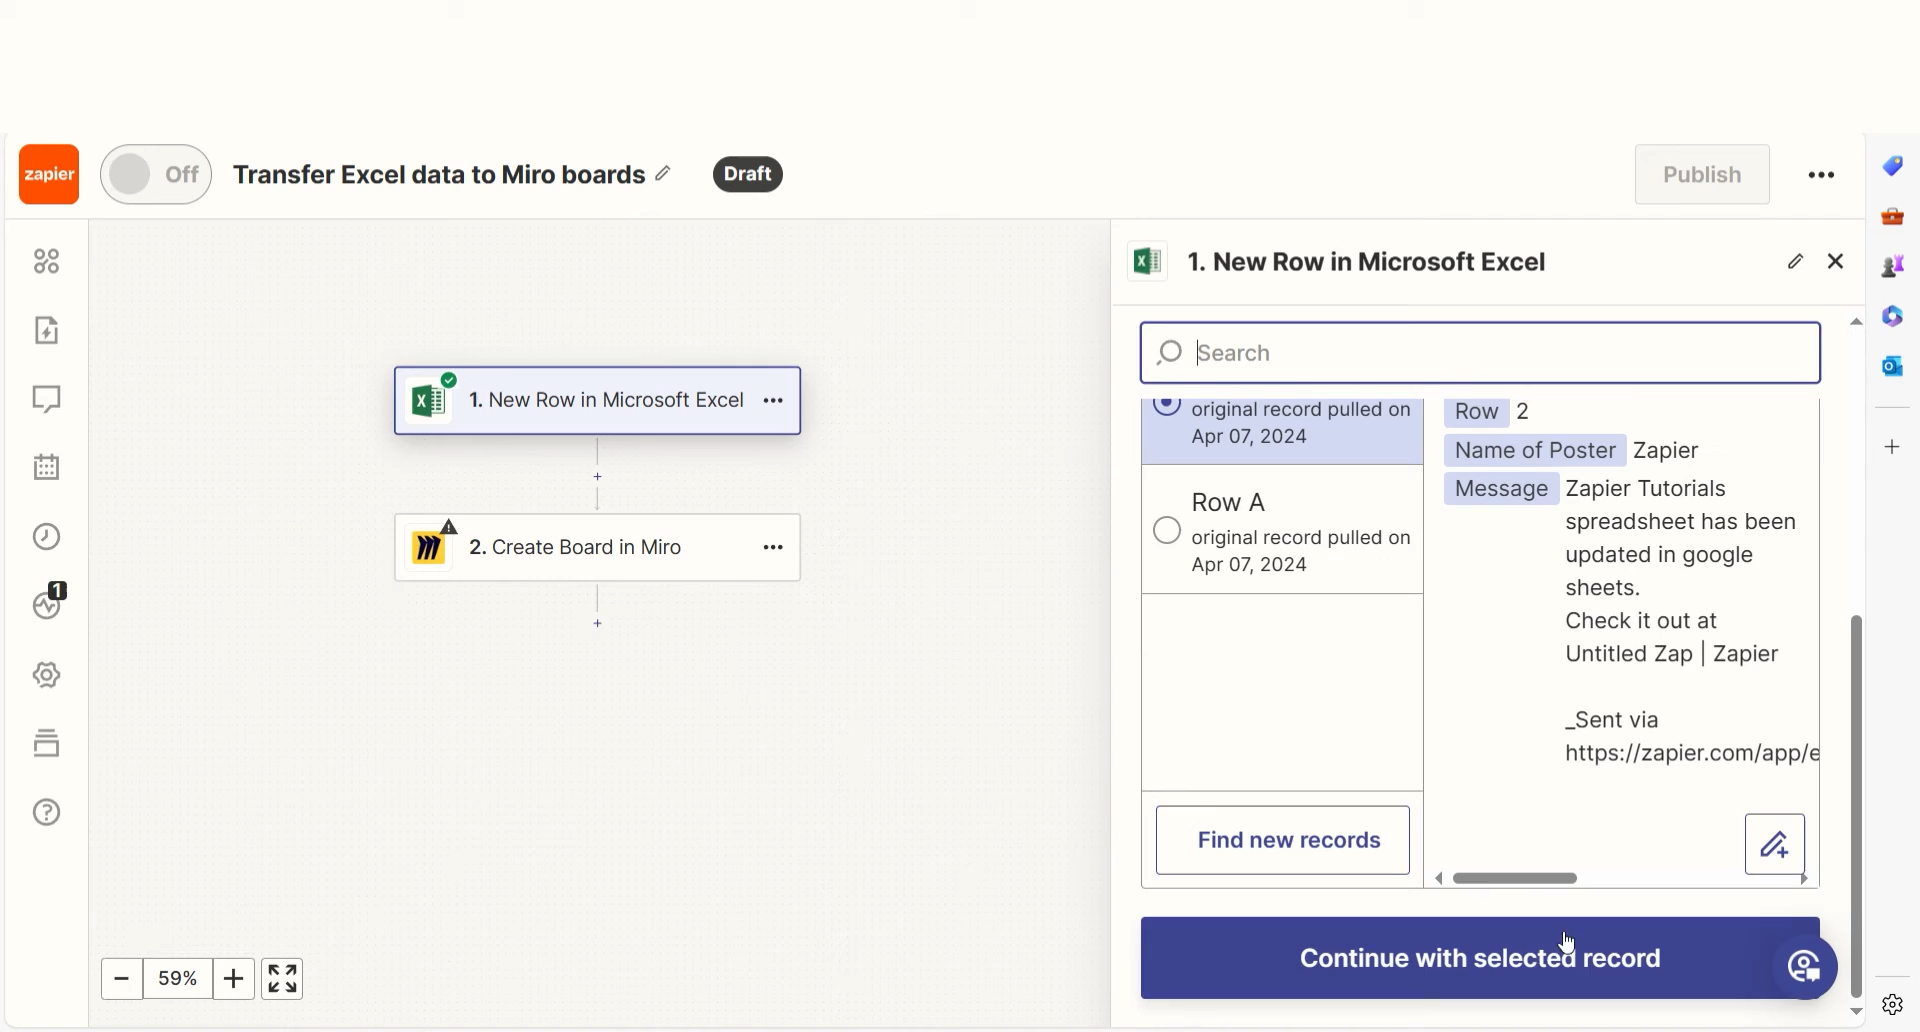 zapier
Off
Transfer Excel data to Miro boards
Draft
Publish
1. New Row in Microsoft Excel
Search
1. New Row in Microsoft Excel
2. Create Board in Miro
1
original record pulled on
Apr 07, 2024
Row A
original record pulled on
Apr 07, 2024
Find new records
Row 2
Name of Poster Zapier
Message Zapier Tutorials
spreadsheet has been
updated in google
sheets.
Check it out at
Untitled Zap | Zapier
_Sent via
https://zapier.com/app/e
59%
Continue with selected record